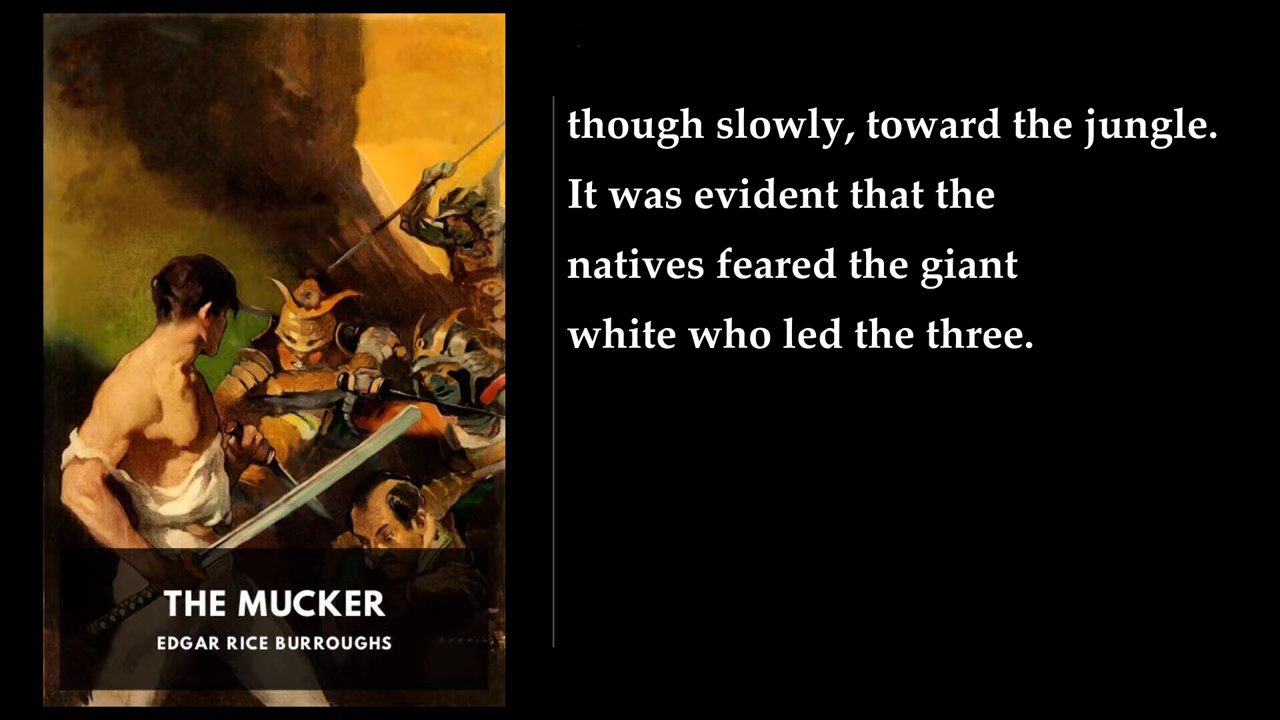 though slowly, toward the jungle.
It was evident that the
natives feared the giant
white who led the three.
THE MUCKER
EDGAR RICE BURROUGHS